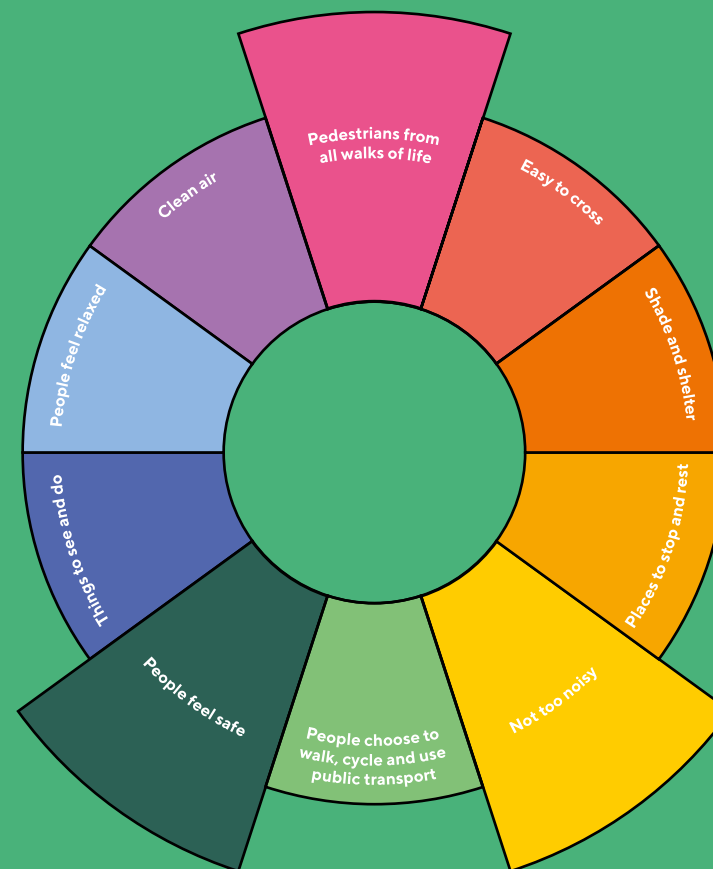 Pedestrians from
all walks of life
Easy to cross
Shade and shelter
Places to stop and rest
Not too noisy
People choose to
walk, cycle and use
public transport
People feel safe
Things to see and do
People feel relaxed
Clean air